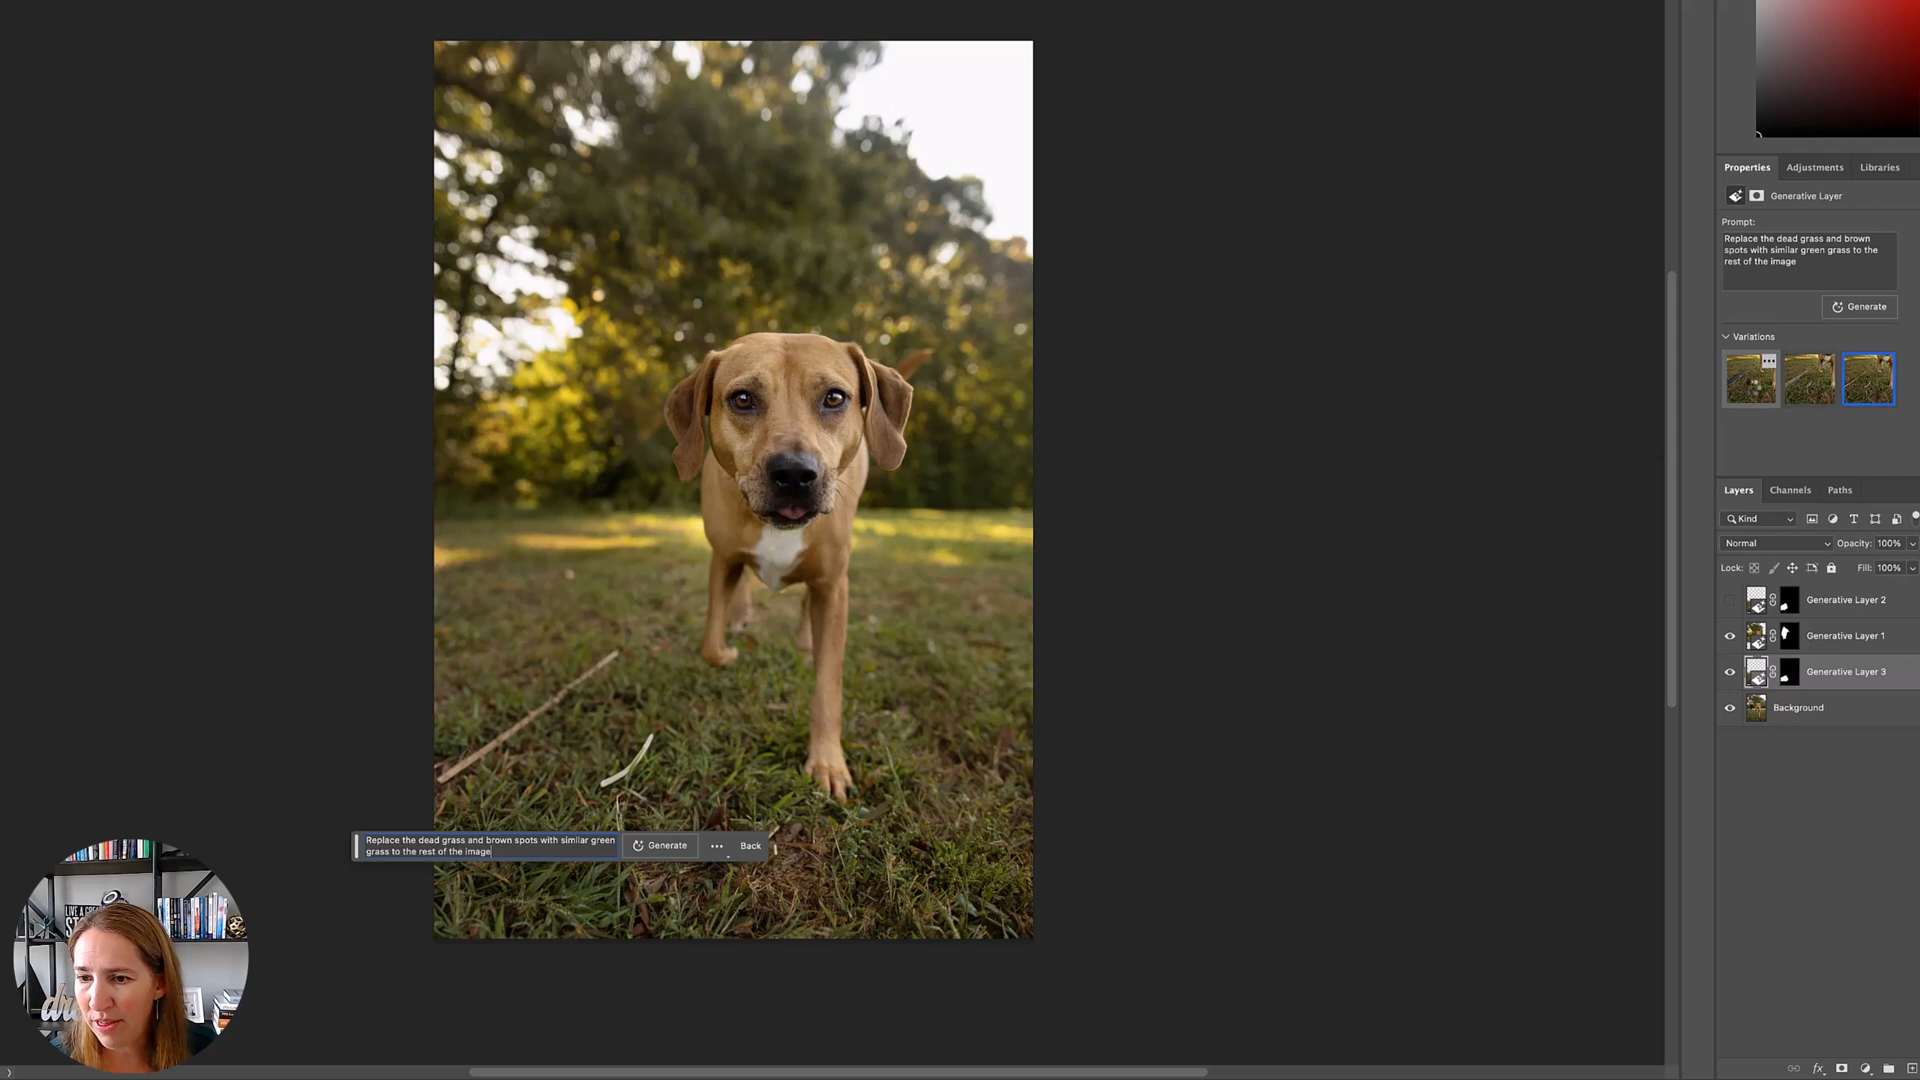 Properties
Adjustments
Libraries
Generative Layer
Prompt:
Replace the dead grass and brown
spots with similar green grass to the
rest of the image
Generate
Variations
Layers
Channels
Paths
Kind
Normal
Opacity: 100%
Lock:
Fill: 100%
Generative Layer 2
Generative Layer 1
Generative Layer 3
Background
Replace the dead grass and brown spots with similar green
grass to the rest of the image
Generate
Back
LIVE A
fx